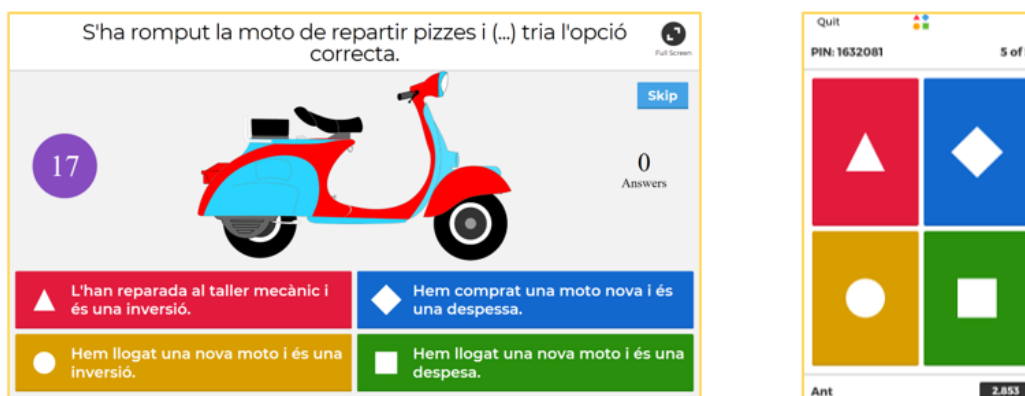 S'ha romput la moto de repartir pizzes i (...) tria l'opció
correcta.
Full Screen
Skip
17
0
Answers
L'han reparada al taller mecànic i
és una inversió.
Hem comprat una moto nova i és
una despessa.
Hem llogat una nova moto i és una
inversió.
Hem llogat una nova moto i és una
despesa.
Quit
PIN: 1632081
5 of
Ant
2.853